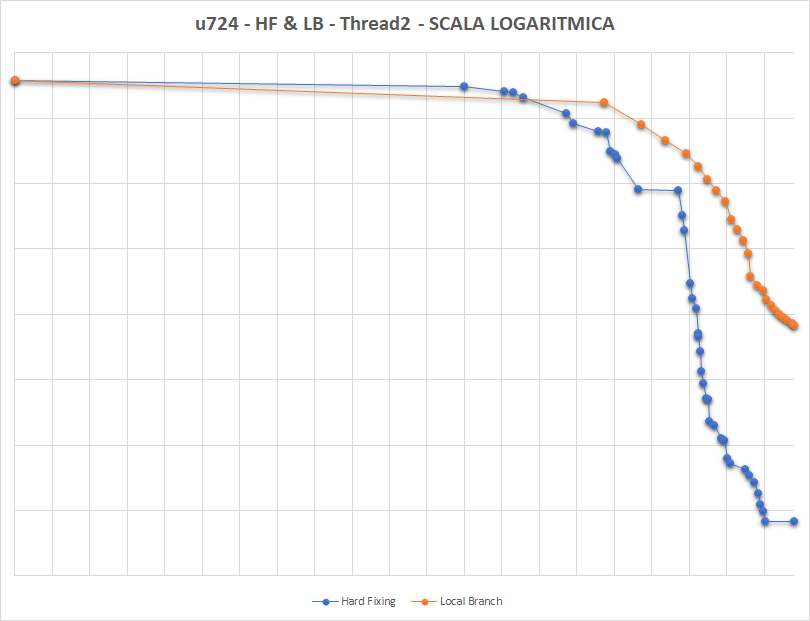 u724 - HF & LB - Thread2 - SCALA LOGARITMICA
Hard Fixing Local Branch